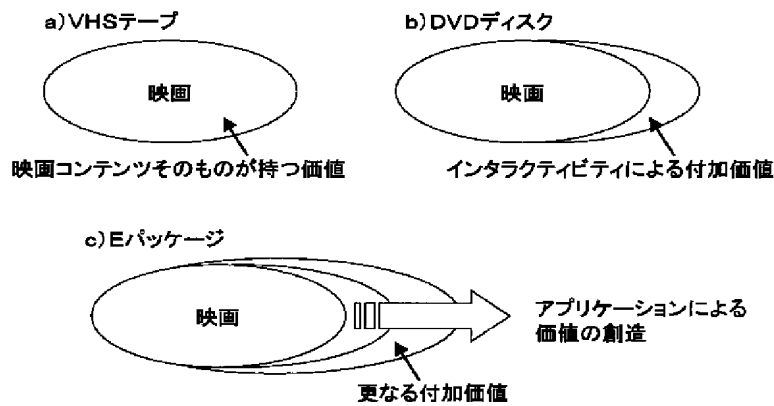 a)VHSテープ
映画
映画コンテンツそのものが持つ価値
b)DVDディスク
映画
インタラクティビティによる付加価値
c)Eパッケージ
映画
アプリケーションによる
価値の創造
更なる付加価値